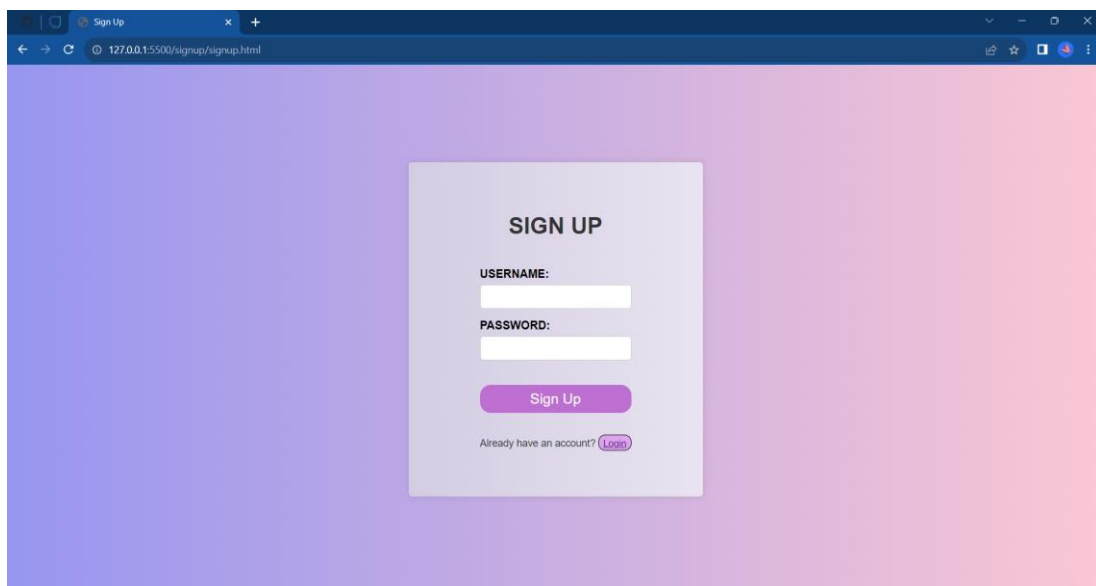 Sign Up
127.0.0.1:5500/signup/signup.html
SIGN UP
USERNAME:
PASSWORD:
Sign Up
Already have an account? Login